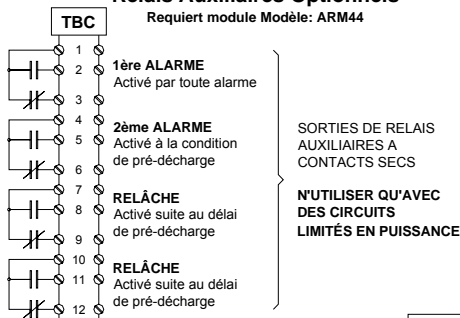 Relais Auxiliaires Optionnels
Requiert module Modèle: ARM44
TBC
1
2
3
1ère ALARME
Activé par toute alarme
4
5
6
2ème ALARME
Activé à la condition
de pré-décharge
7
8
9
RELÂCHE
Activé suite au délai
de pré-décharge
10
11
12
RELÂCHE
Activé suite au délai
de pré-décharge
SORTIES DE RELAIS
AUXILIAIRES A
CONTACTS SECS
N'UTILISER QU'AVEC
DES CIRCUITS
LIMITÉS EN PUISSANCE